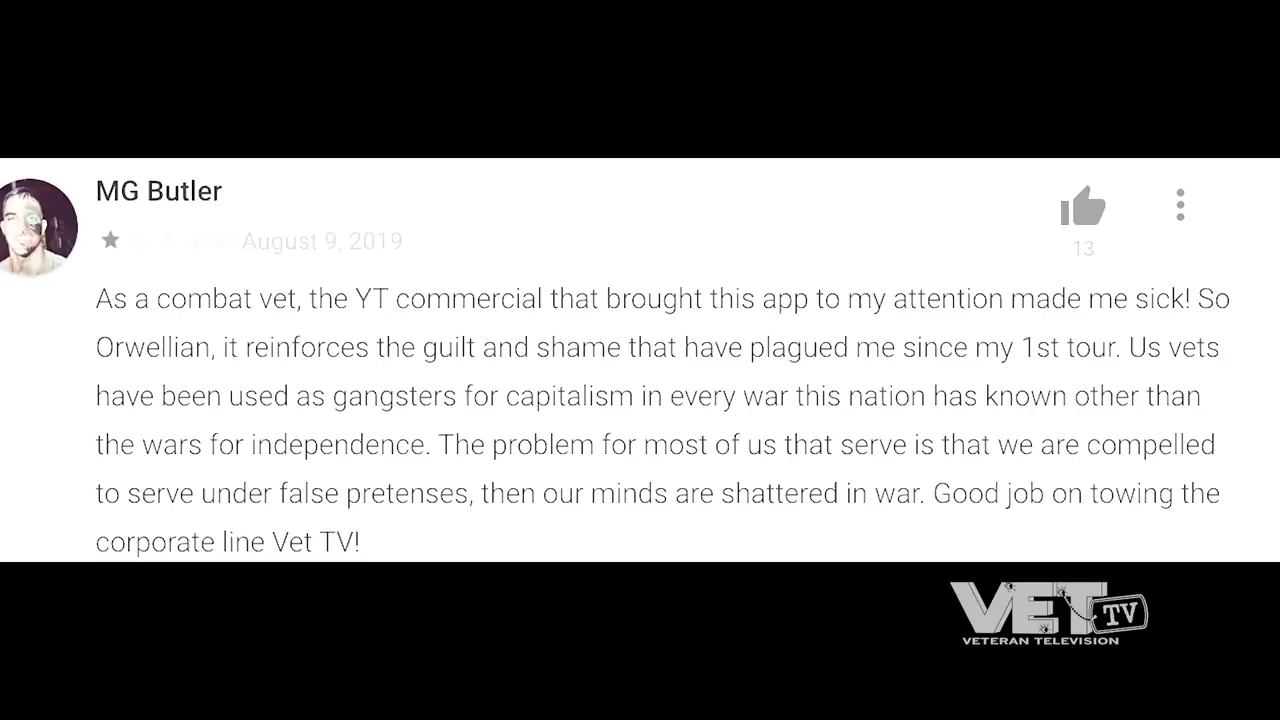 MG Butler
August 9, 2019
13
As a combat vet, the YT commercial that brought this app to my attention made me sick! So
Orwellian, it reinforces the guilt and shame that have plagued me since my 1st tour. Us vets
have been used as gangsters for capitalism in every war this nation has known other than
the wars for independence. The problem for most of us that serve is that we are compelled
to serve under false pretenses, then our minds are shattered in war. Good job on towing the
corporate line Vet TV!
VET TV
VETERAN TELEVISION